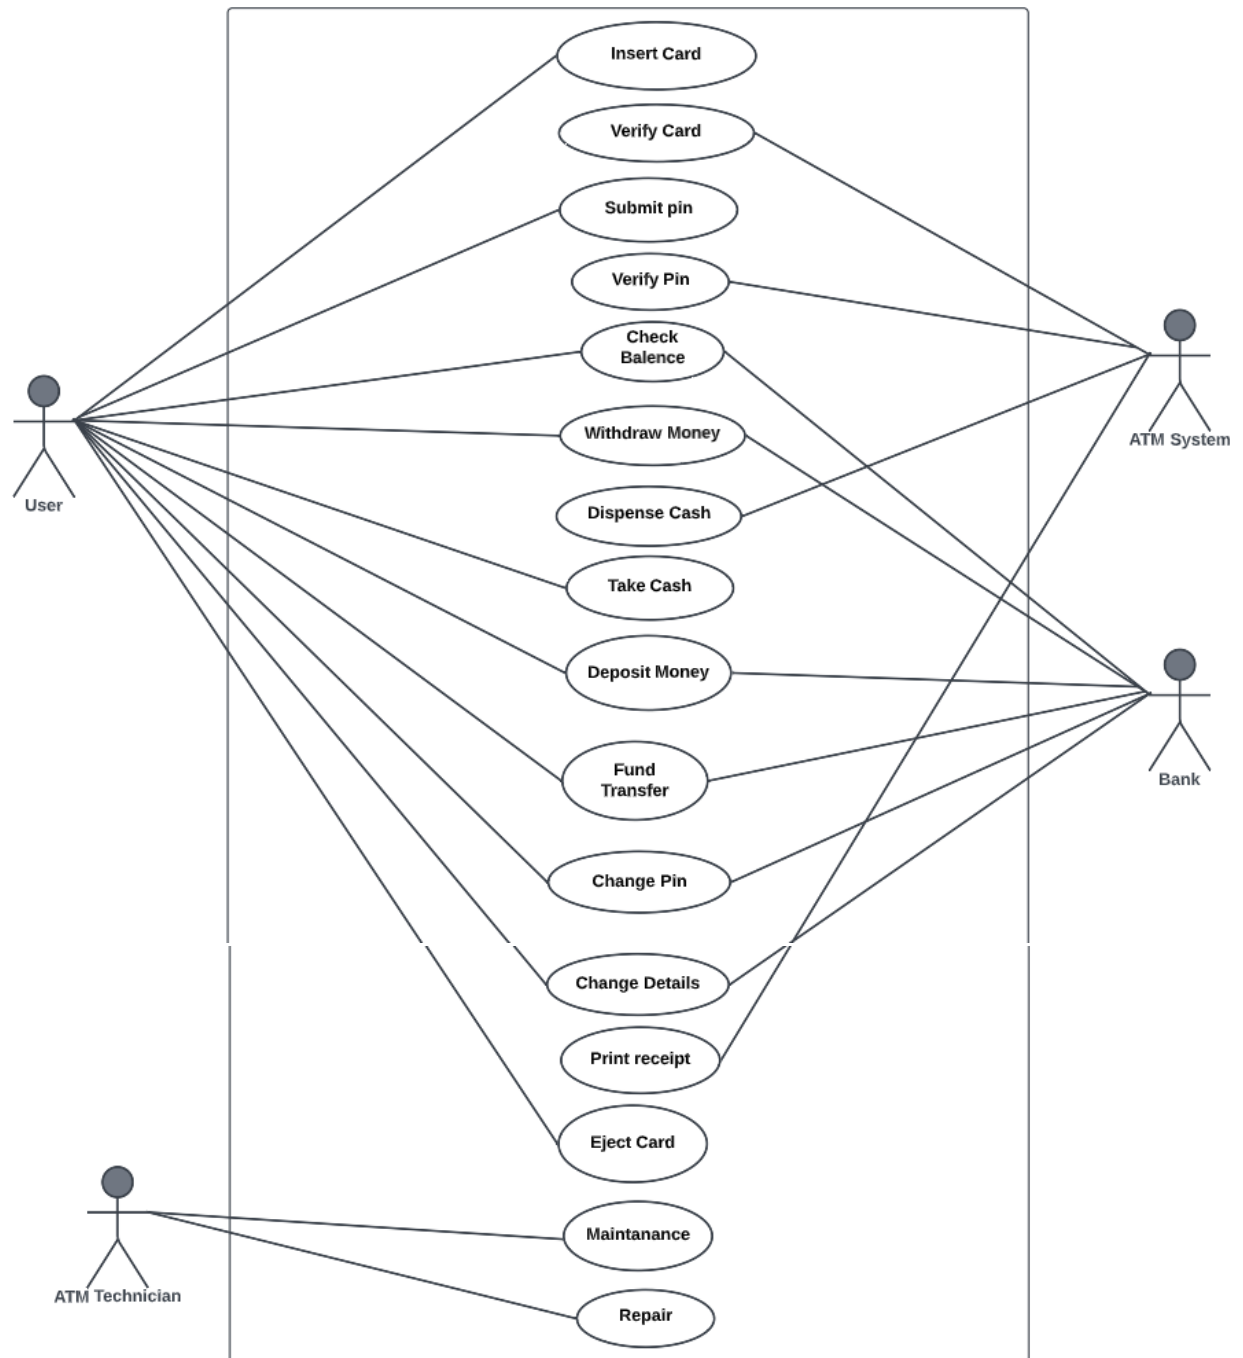 Insert Card
Verify Card
Submit pin
Verify Pin
Check
Balence
Withdraw Money
Dispense Cash
Take Cash
Deposit Money
Fund
Transfer
Change Pin
Change Details
Print receipt
Eject Card
Maintanance
Repair
User
ATM System
Bank
ATM Technician